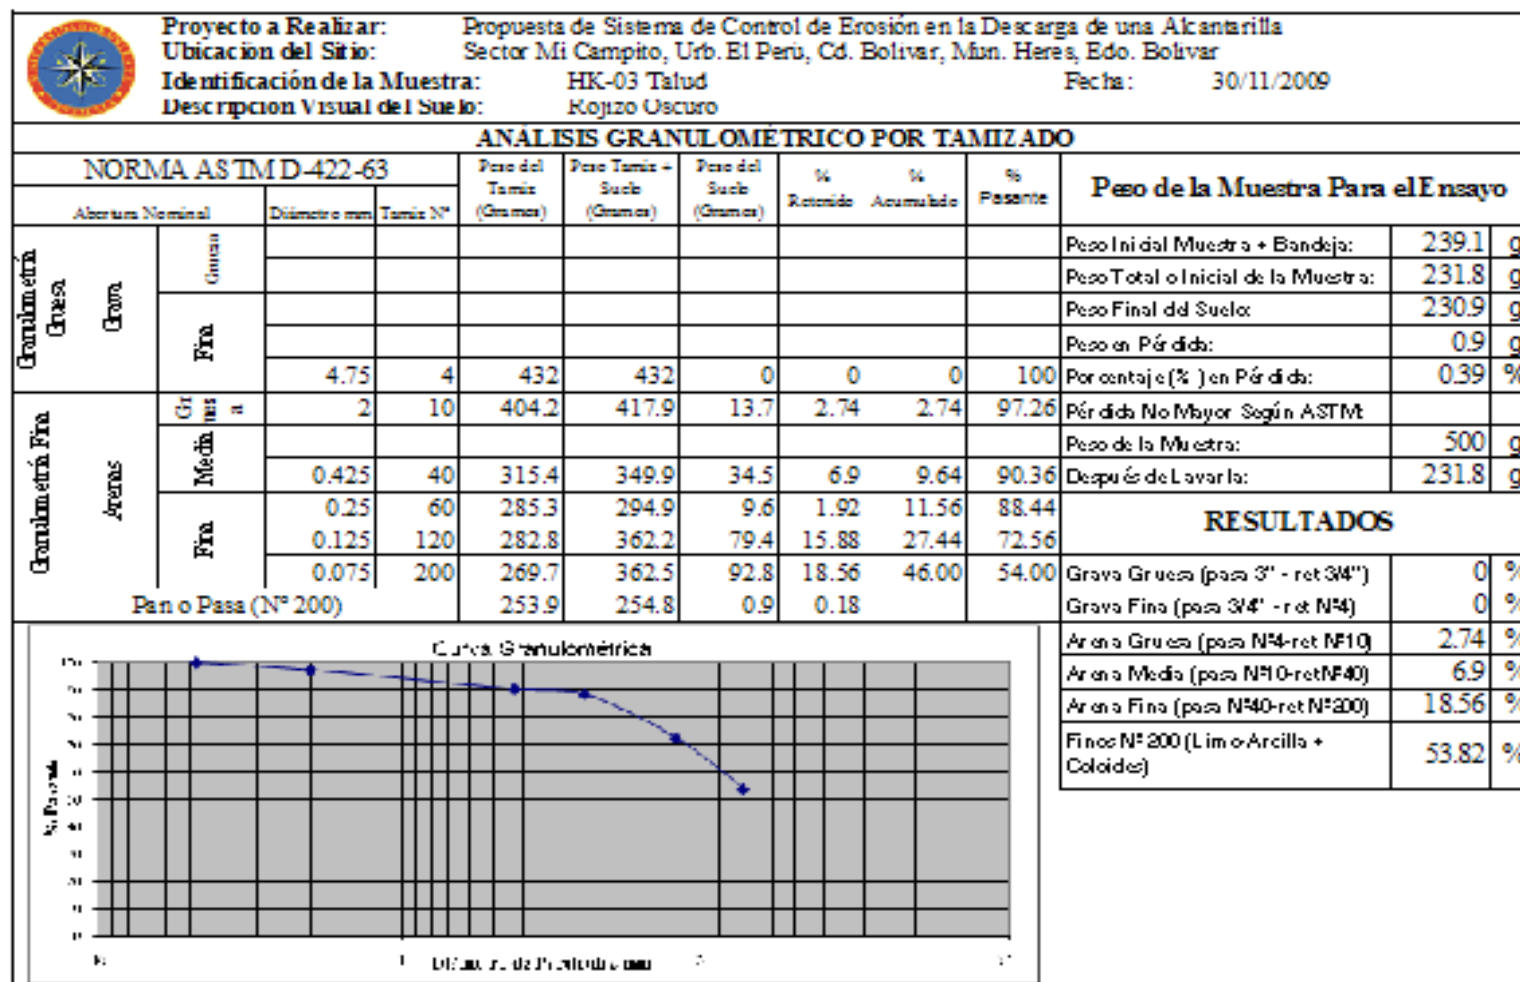 Proyecto a Realizar: Propuesta de Sistema de Control de Erosión en la Descarga de una Alcantarilla
Ubicación del Sitio: Sector Mi Campito, Urb. El Perú, Cd. Bolívar, Mun. Heres, Edo. Bolívar
Identificación de la Muestra: HK-03 Talud Fecha: 30/11/2009
Descripción Visual del Suelo: Rojizo Oscuro
ANÁLISIS GRANULOMÉTRICO POR TAMIZADO
NORMA ASTM D-422-63 Peso del Tamiz (Gramos) Peso Tamiz + Suelo (Gramos) Peso del Suelo (Gramos) % Retenido % Acumulado % Pasante Peso de la Muestra Para el Ensayo
Abertura Nominal Diámetro mm Tamiz N°
Granulometría Gruesa Grava Gruesa
Peso Inicial Muestra + Bandeja: 239.1 g
Peso Total o Inicial de la Muestra: 231.8 g
Fina
Peso Final del Suelo: 230.9 g
Peso en Pérdida: 0.9 g
4.75 4 432 432 0 0 0 100 Porcentaje (%) en Pérdida: 0.39 %
Granulometría Fina Arenas
Gruesa 2 10 404.2 417.9 13.7 2.74 2.74 97.26 Pérdida No Mayor Según ASTM:
Media Peso de la Muestra: 500 g
0.425 40 315.4 349.9 34.5 6.9 9.64 90.36 Después de Lavarla: 231.8 g
Fina 0.25 60 285.3 294.9 9.6 1.92 11.56 88.44
RESULTADOS
0.125 120 282.8 362.2 79.4 15.88 27.44 72.56
0.075 200 269.7 362.5 92.8 18.56 46.00 54.00 Grava Gruesa (pasa 3" - ret 3/4") 0 %
Pan o Pasa (N° 200) 253.9 254.8 0.9 0.18 Grava Fina (pasa 3/4" - ret Nº4) 0 %
Curva Granulométrica
Arena Gruesa (pasa Nº4-ret Nº10) 2.74 %
Arena Media (pasa Nº10-ret Nº40) 6.9 %
Arena Fina (pasa Nº40-ret Nº200) 18.56 %
Finos Nº 200 (Limo-Arcilla + Coloides) 53.82 %